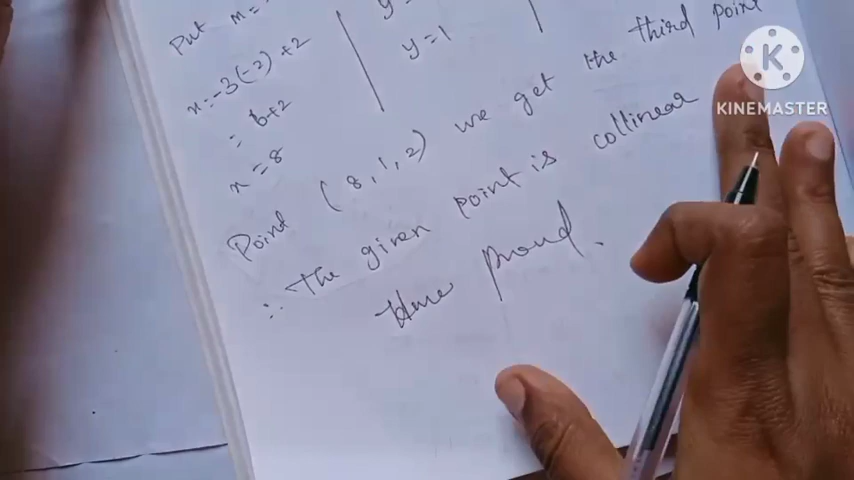 Put m=
x=-3(-2)+2
= 6+2
x=8
y=
y=1
Point (8,1,2) we get the third point
∴ The given point is collinear
Hence proved.
KINEMASTER